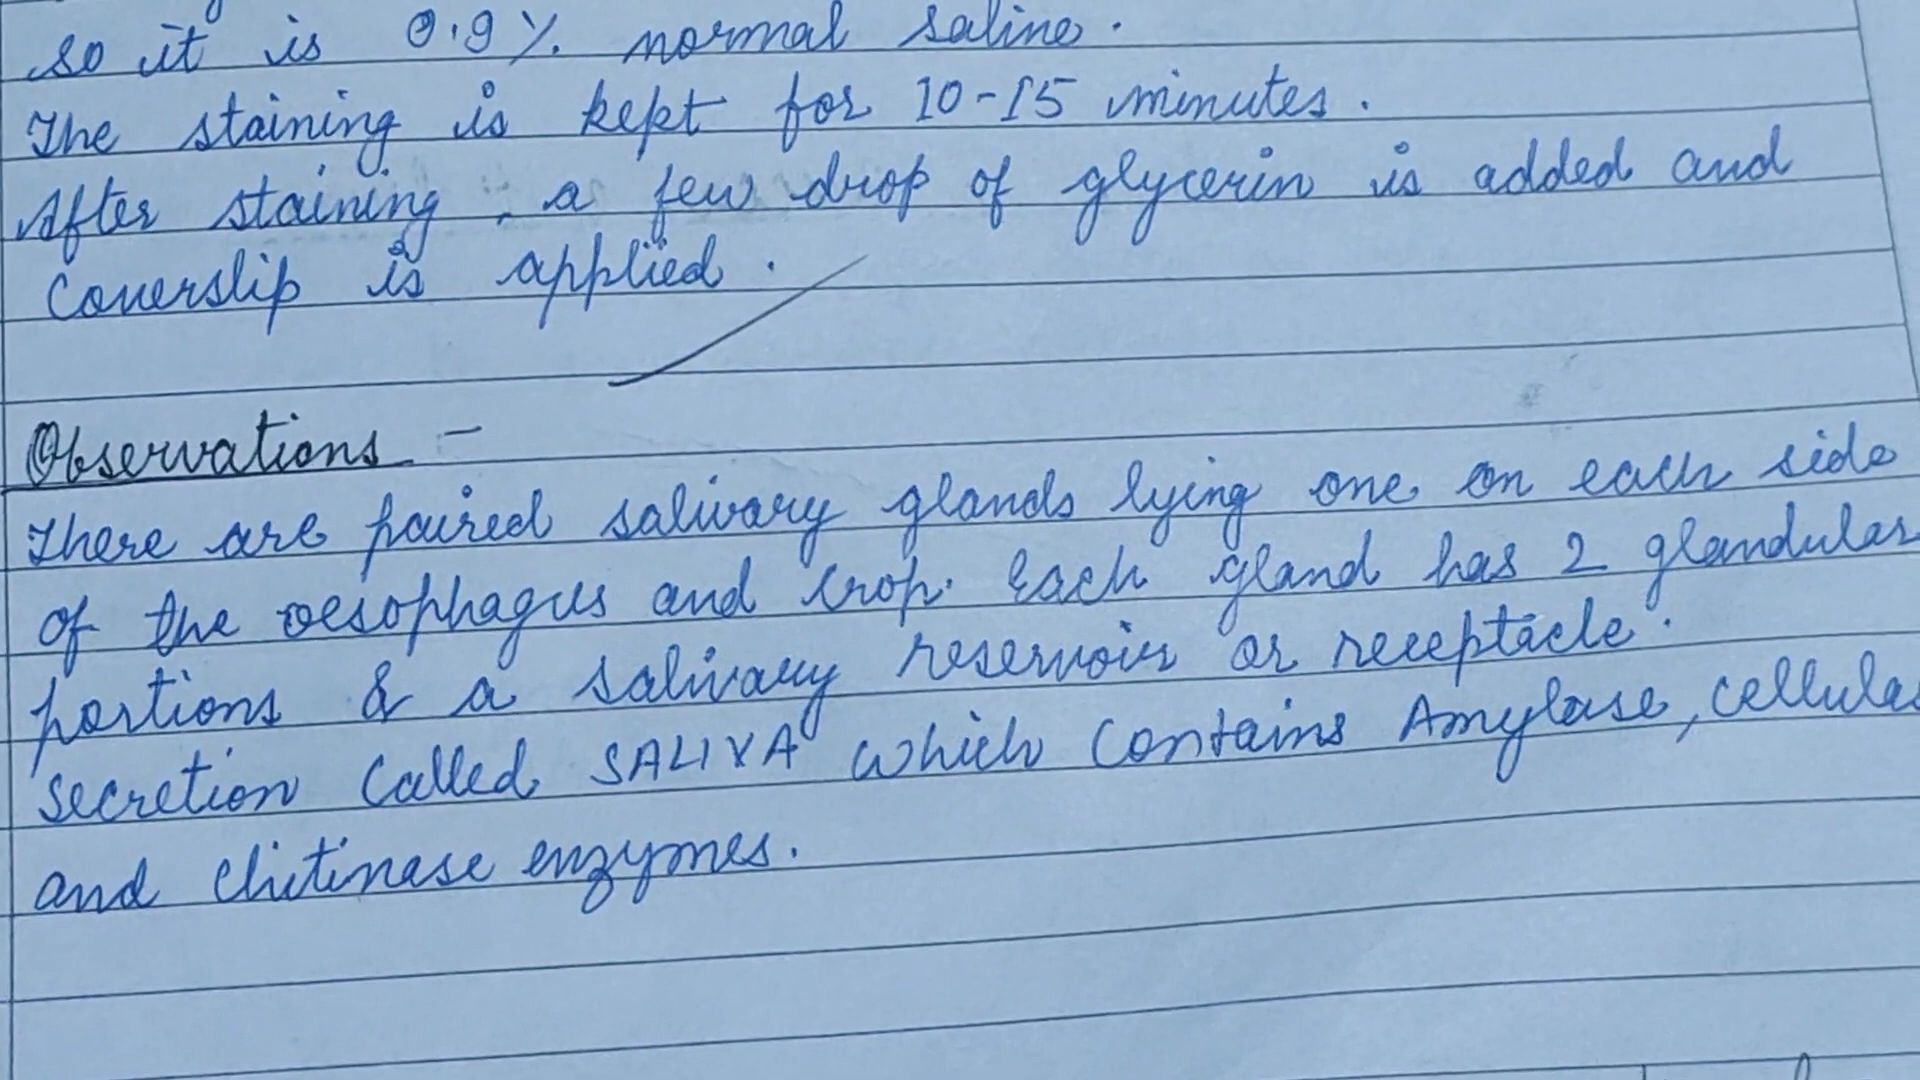 so it is 0.9% normal saline.
The staining is kept for 10-15 minutes.
After staining, a few drop of glycerin is added and
Coverslip is applied.
Observations -
There are paired salivary glands lying one on each side
of the oesophagus and crop. Each gland has 2 glandular
portions & a salivary reservoir or receptacle.
secretion called SALIVA which contains Amylase, cellulas
and chitinase enzymes.